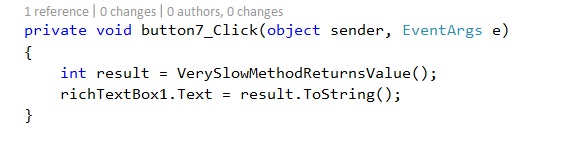 1 reference | 0 changes | 0 authors, 0 changes
private void button7_Click(object sender, EventArgs e)
{
    int result = VerySlowMethodReturnsValue();
    richTextBox1.Text = result.ToString();
}